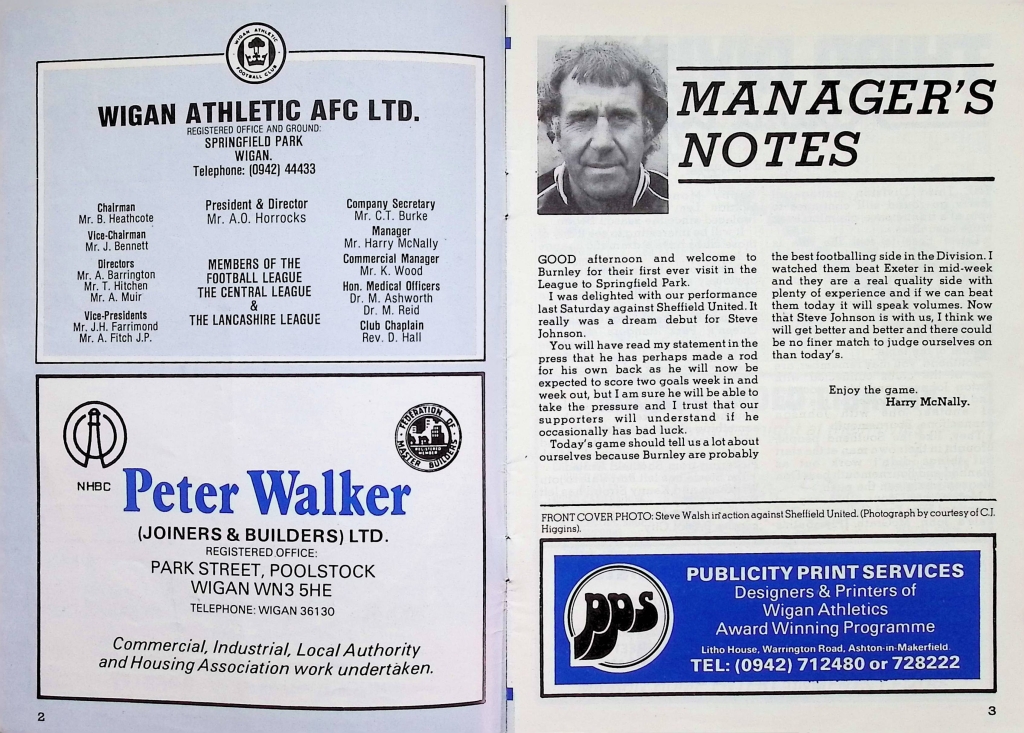 WIGAN ATHLETIC
FOOTBALL CLUB
WIGAN ATHLETIC AFC LTD.
REGISTERED OFFICE AND GROUND:
SPRINGFIELD PARK
WIGAN.
Telephone: (0942) 44433
Chairman
Mr. B. Heathcote
Vice-Chairman
Mr. J. Bennett
Directors
Mr. A. Barrington
Mr. T. Hitchen
Mr. A. Muir
Vice-Presidents
Mr. J.H. Farrimond
Mr. A. Fitch J.P.
President & Director
Mr. A.O. Horrocks
MEMBERS OF THE
FOOTBALL LEAGUE
THE CENTRAL LEAGUE
&
THE LANCASHIRE LEAGUE
Company Secretary
Mr. C.T. Burke
Manager
Mr. Harry McNally
Commercial Manager
Mr. K. Wood
Hon. Medical Officers
Dr. M. Ashworth
Dr. M. Reid
Club Chaplain
Rev. D. Hall
NHBC
FEDERATION OF
MASTER BUILDERS
REGISTERED
MEMBER
Peter Walker
(JOINERS & BUILDERS) LTD.
REGISTERED OFFICE:
PARK STREET, POOLSTOCK
WIGAN WN3 5HE
TELEPHONE: WIGAN 36130
Commercial, Industrial, Local Authority
and Housing Association work undertaken.
2
MANAGER'S
NOTES
GOOD afternoon and welcome to
Burnley for their first ever visit in the
League to Springfield Park.
I was delighted with our performance
last Saturday against Sheffield United. It
really was a dream debut for Steve
Johnson.
You will have read my statement in the
press that he has perhaps made a rod
for his own back as he will now be
expected to score two goals week in and
week out, but I am sure he will be able to
take the pressure and I trust that our
supporters will understand if he
occasionally has bad luck.
Today's game should tell us a lot about
ourselves because Burnley are probably
the best footballing side in the Division. I
watched them beat Exeter in mid-week
and they are a real quality side with
plenty of experience and if we can beat
them today it will speak volumes. Now
that Steve Johnson is with us, I think we
will get better and better and there could
be no finer match to judge ourselves on
than today's.
Enjoy the game.
Harry McNally.
FRONT COVER PHOTO: Steve Walsh in action against Sheffield United. (Photograph by courtesy of C.J.
Higgins).
pps
PUBLICITY PRINT SERVICES
Designers & Printers of
Wigan Athletics
Award Winning Programme
Litho House, Warrington Road, Ashton-in-Makerfield
TEL: (0942) 712480 or 728222
3